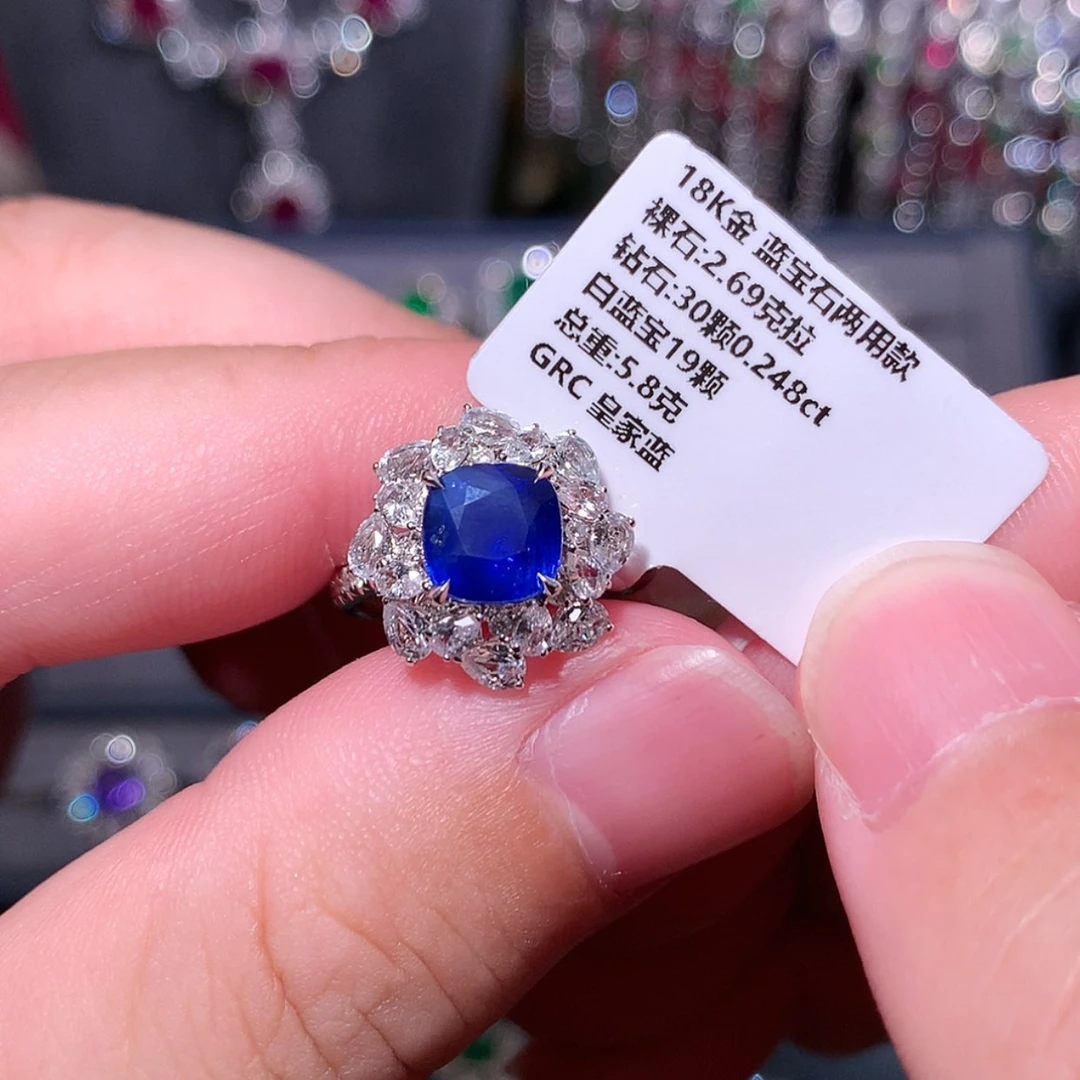 18K金 蓝宝石两用款
裸石:2.69克拉
钻石:30颗0.248ct
白蓝宝19颗
总重:5.8克
GRC 皇家蓝